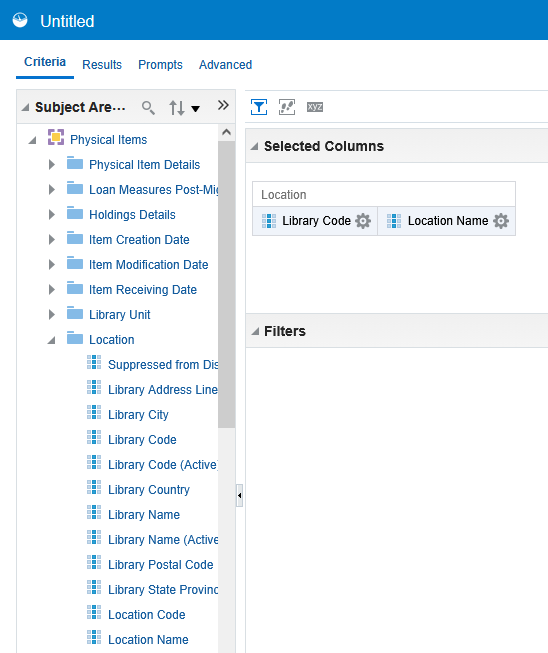 Untitled
Criteria Results Prompts Advanced
Subject Are...
Physical Items
Physical Item Details
Loan Measures Post-Mig
Holdings Details
Item Creation Date
Item Modification Date
Item Receiving Date
Library Unit
Location
Suppressed from Dis
Library Address Line
Library City
Library Code
Library Code (Active
Library Country
Library Name
Library Name (Active
Library Postal Code
Library State Provinc
Location Code
Location Name
xyz
Selected Columns
Location
Library Code Location Name
Filters